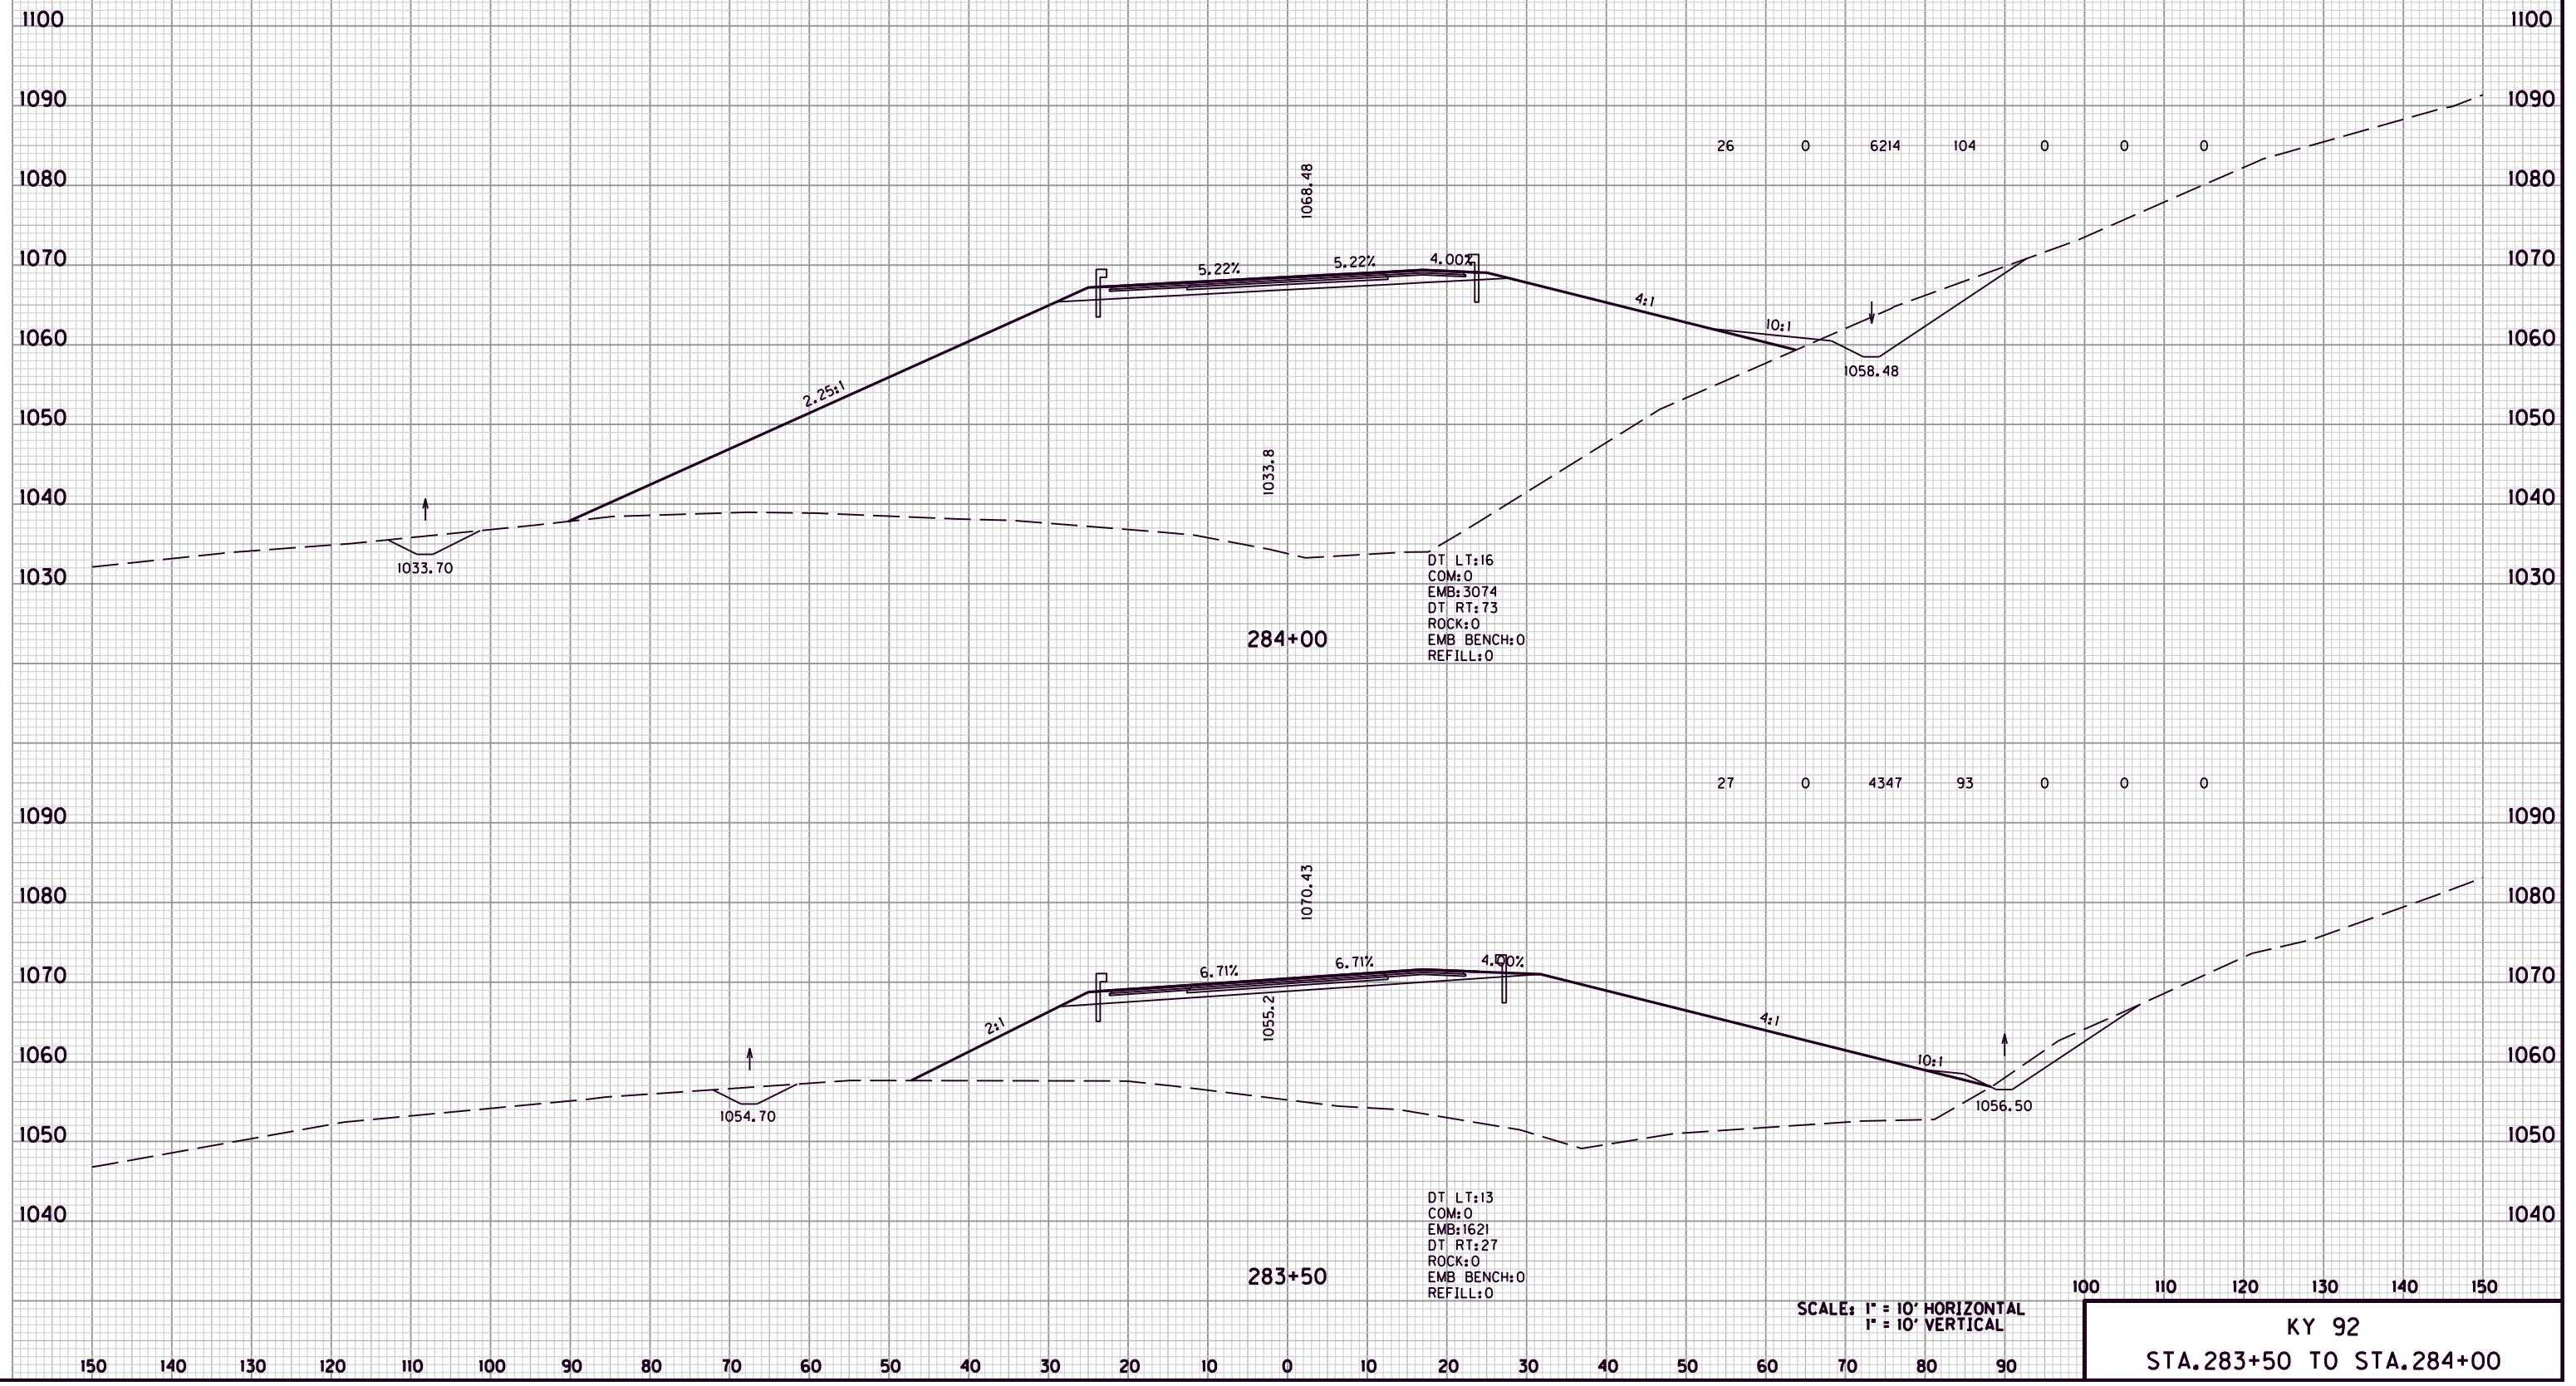 1100 1100
1090 1090
26 0 6214 104 0 0 0
1080 1080
1068.48
1070 1070
5.22% 5.22% 4.00%
4:1
10:1
1060 1060
1058.48
2.25:1
1050 1050
1033.8
1040 1040
1033.70
1030 1030
DT LT:16
COM:0
EMB:3074
DT RT:73
ROCK:0
284+00
EMB BENCH:0
REFILL:0
27 0 4347 93 0 0 0
1090 1090
1080 1080
1070.43
1070 1070
6.71% 6.71% 4.00%
1055.2
2:1 4:1
1060 1060
10:1
1054.70 1056.50
1050 1050
1040 1040
DT LT:13
COM:0
EMB:1621
DT RT:27
ROCK:0
283+50
EMB BENCH:0
REFILL:0
100 110 120 130 140 150
SCALE: 1" = 10' HORIZONTAL
1" = 10' VERTICAL
KY 92
STA.283+50 TO STA.284+00
150 140 130 120 110 100 90 80 70 60 50 40 30 20 10 0 10 20 30 40 50 60 70 80 90